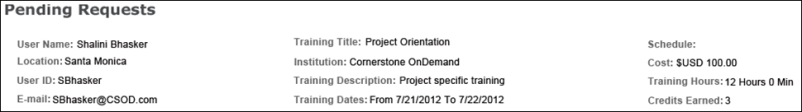 Pending Requests
User Name: Shalini Bhasker
Location: Santa Monica
User ID: SBhasker
E-mail: SBhasker@CSOD.com
Training Title: Project Orientation
Institution: Cornerstone OnDemand
Training Description: Project specific training
Training Dates: From 7/21/2012 To 7/22/2012
Schedule:
Cost: $USD 100.00
Training Hours: 12 Hours 0 Min
Credits Earned: 3